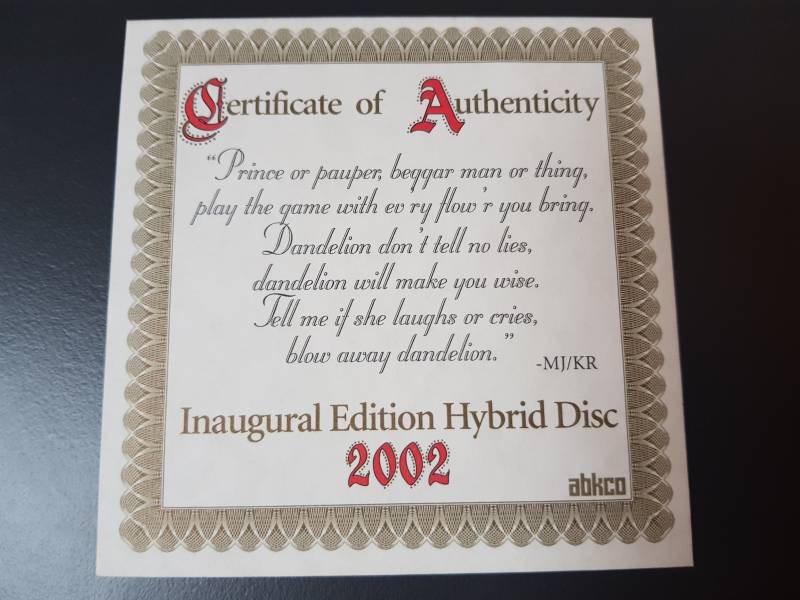 Certificate of Authenticity
“Prince or pauper, beggar man or thing,
play the game with ev'ry flow'r you bring.
Dandelion don't tell no lies,
dandelion will make you wise.
Tell me if she laughs or cries,
blow away dandelion.”
-MJ/KR
Inaugural Edition Hybrid Disc
2002
abkco